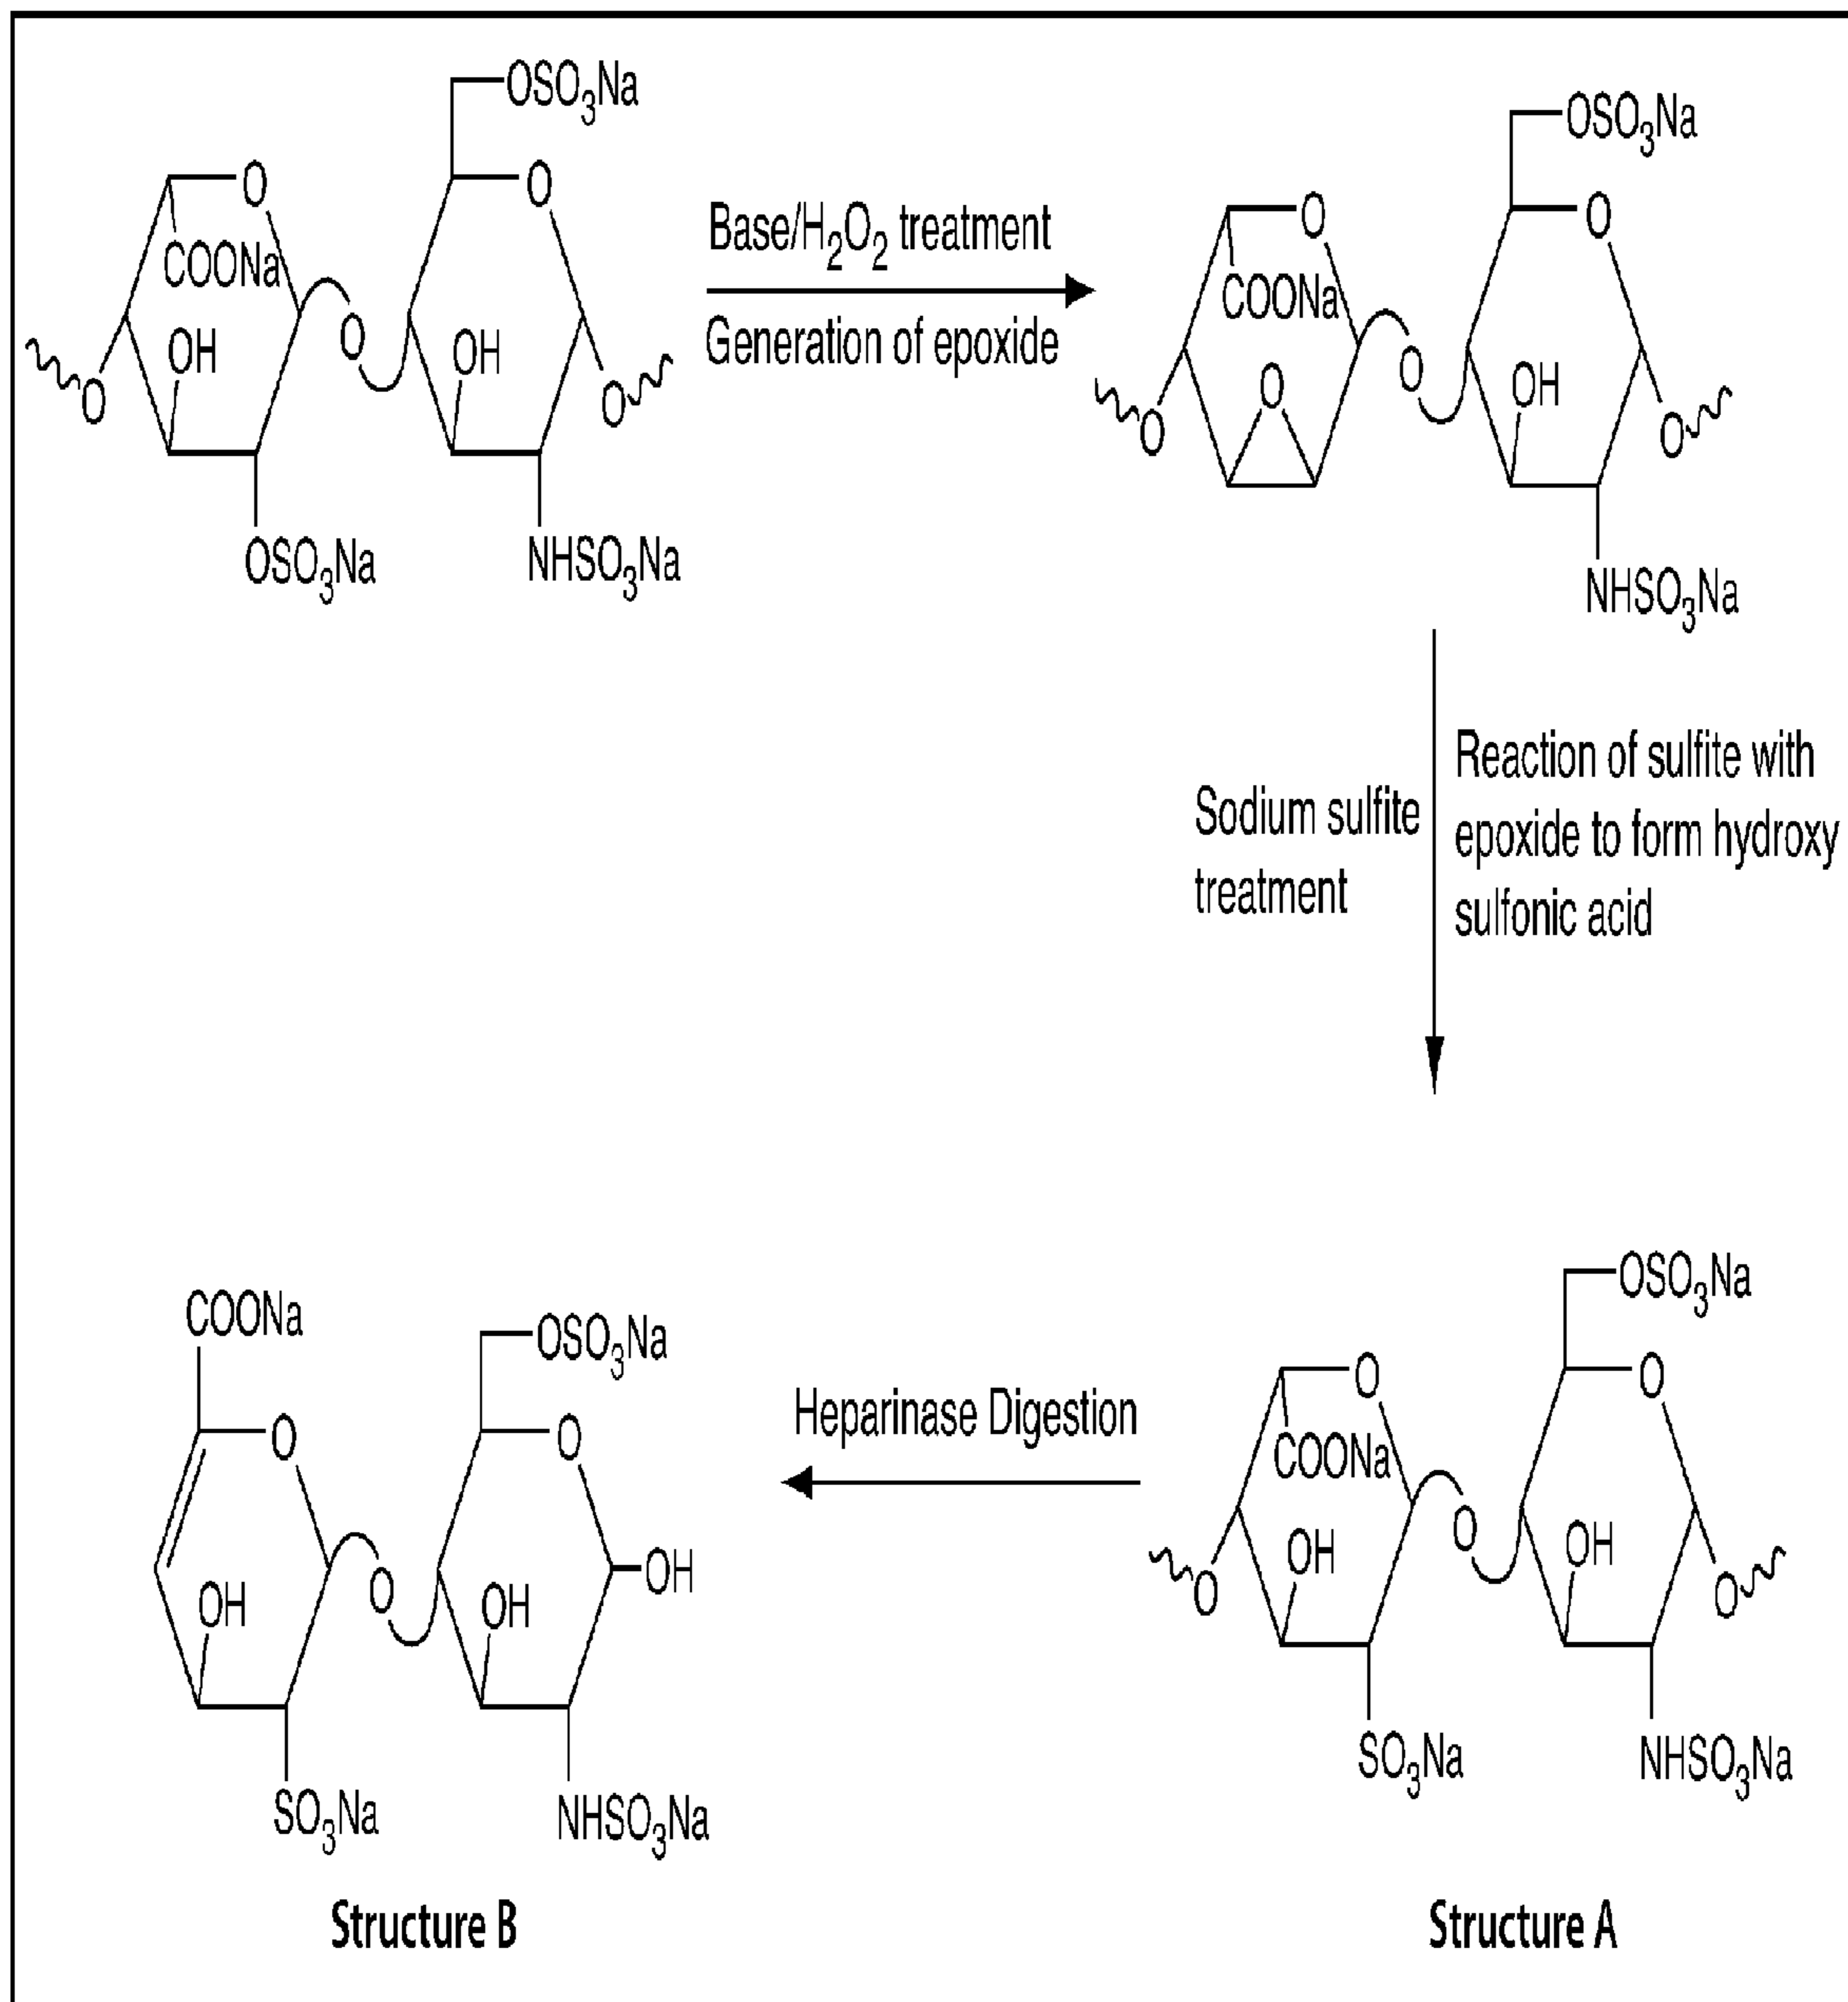 OSO₃Na
O
O
COONa
OH
O
OH
O
O
OSO₃Na
NHSO₃Na
Base/H₂O₂ treatment
Generation of epoxide
OSO₃Na
O
O
COONa
O
O
OH
O
O
NHSO₃Na
Sodium sulfite
treatment
Reaction of sulfite with
epoxide to form hydroxy
sulfonic acid
OSO₃Na
O
O
COONa
OH
O
OH
O
O
SO₃Na
NHSO₃Na
Structure A
Heparinase Digestion
COONa
OSO₃Na
O
O
OH
O
OH
OH
SO₃Na
NHSO₃Na
Structure B